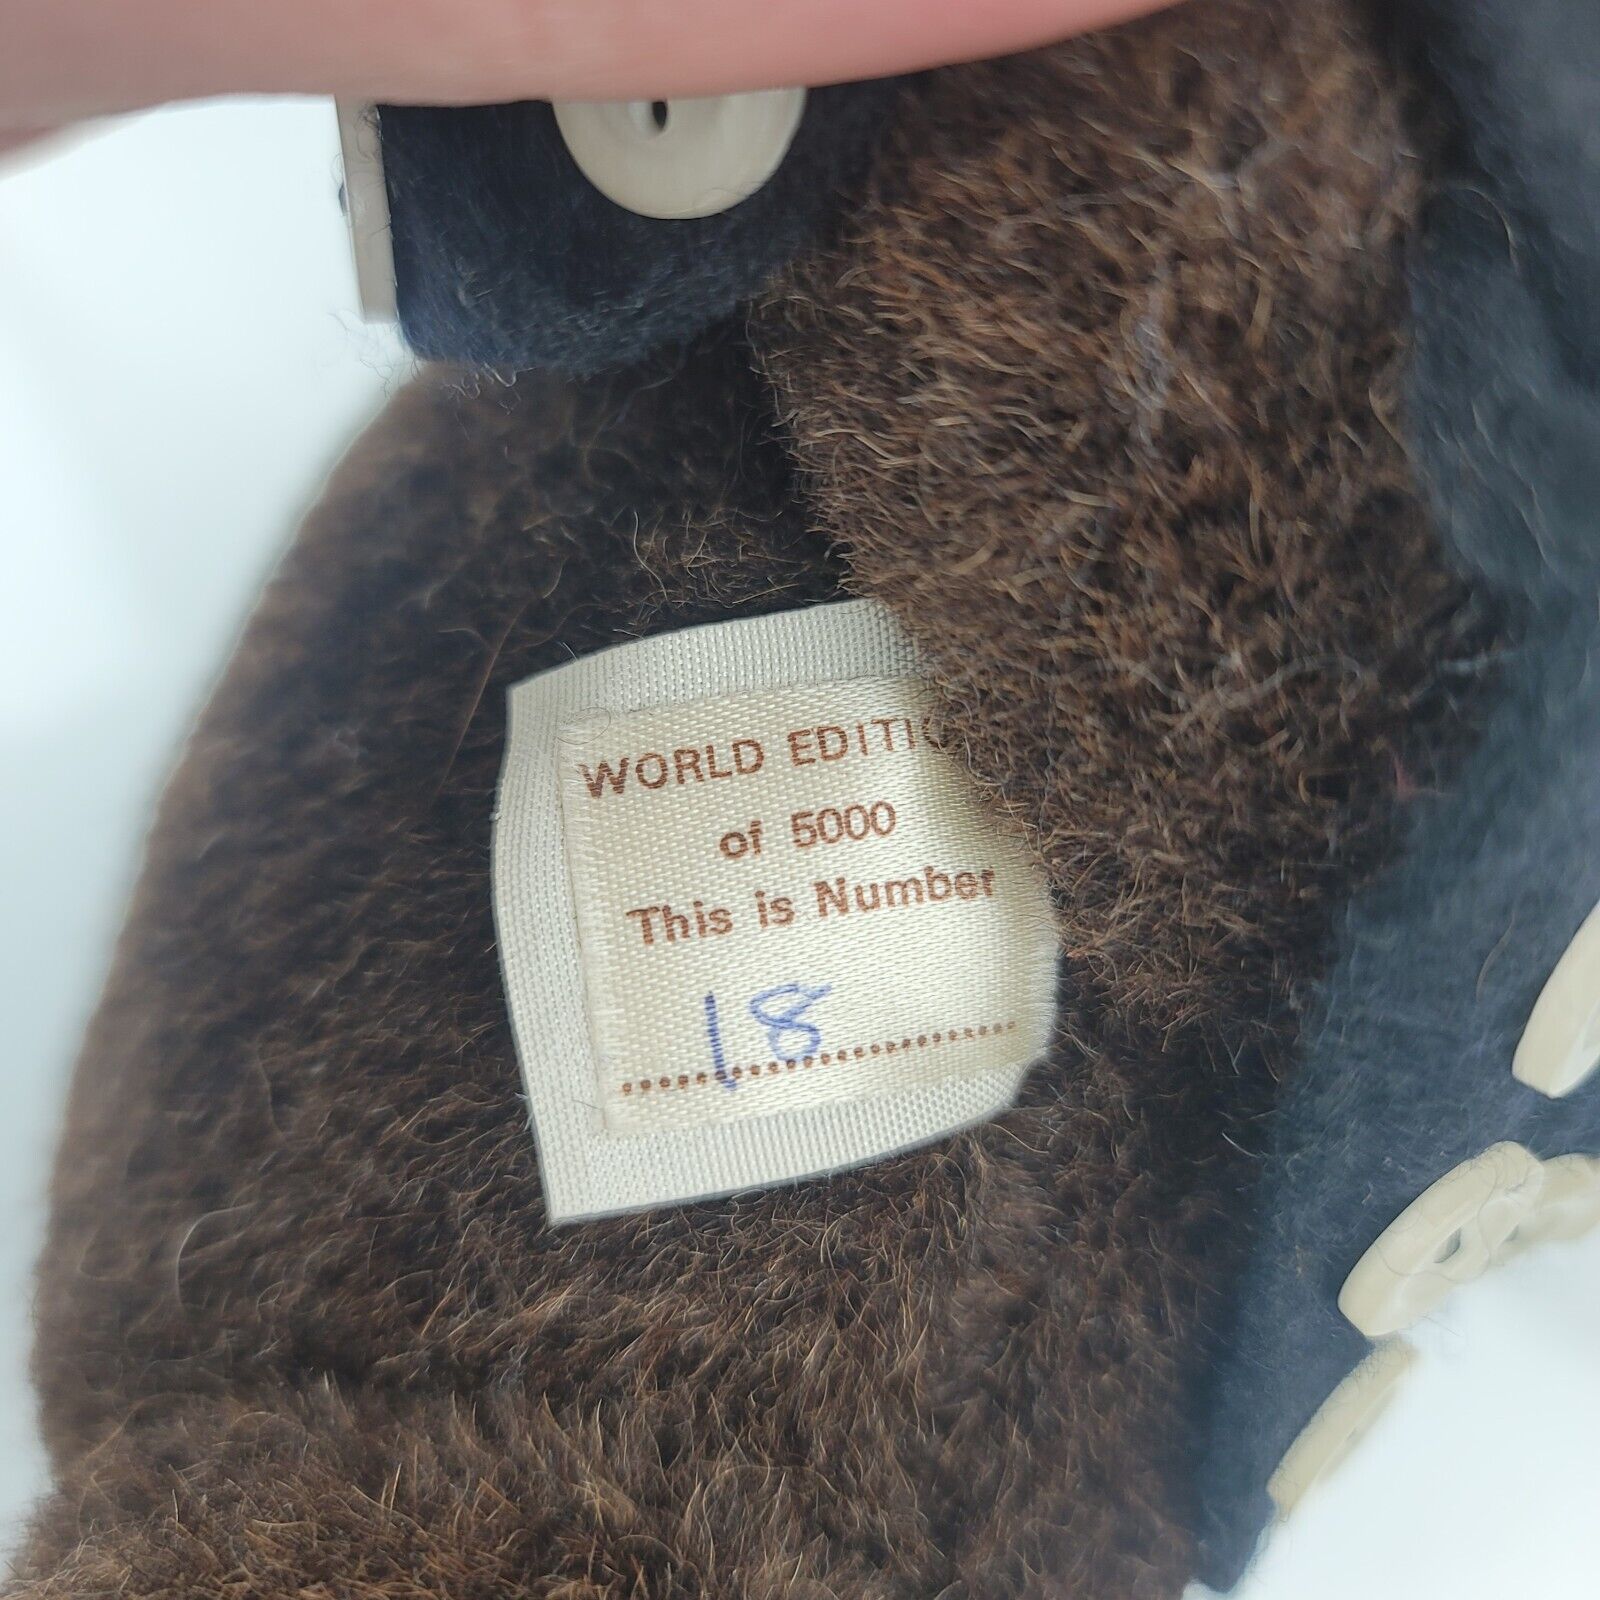 WORLD EDITIO
of 5000
This is Number
18